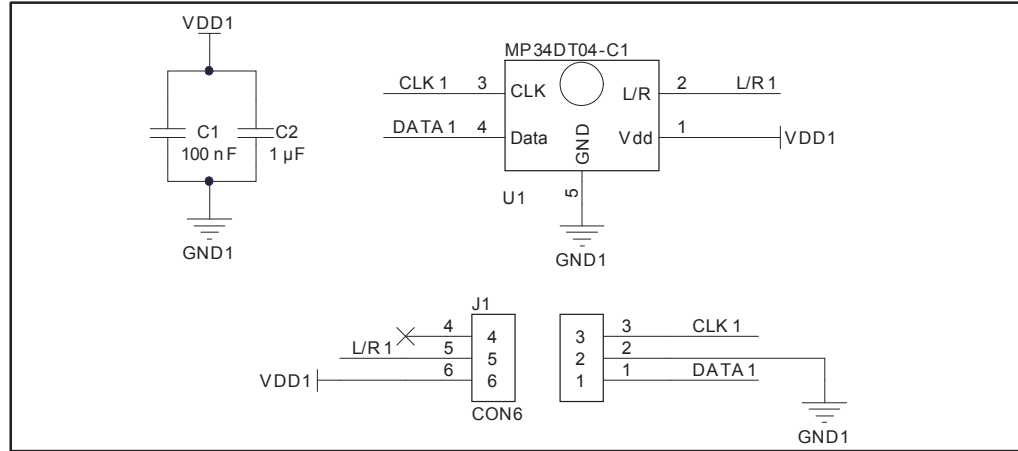 VDD1
C1
100 nF
C2
1 µF
GND1
MP34DT04-C1
CLK 1
3
CLK
L/R
2
L/R 1
DATA 1
4
Data
GND
Vdd
1
VDD1
U1
5
GND1
J1
4
4
L/R 1
5
5
VDD1
6
6
CON6
3
3
CLK 1
2
2
1
1
DATA 1
GND1